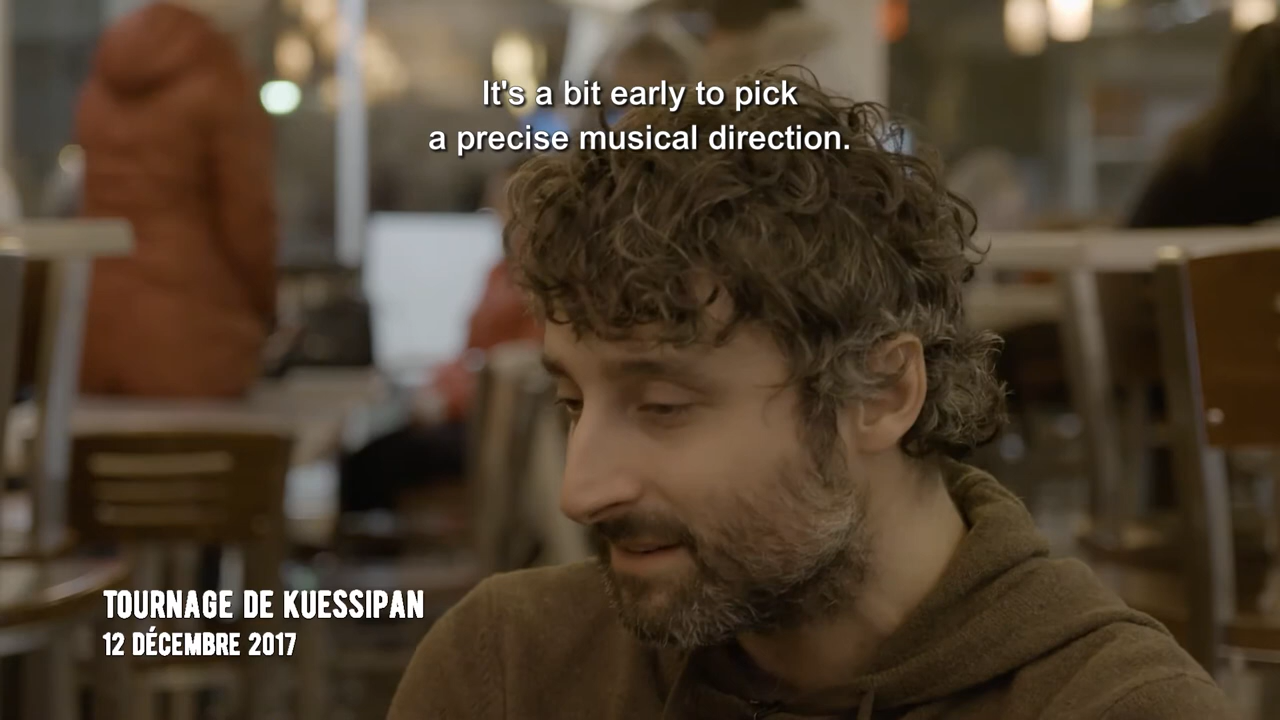 It's a bit early to pick
a precise musical direction.
TOURNAGE DE KUESSIPAN
12 DÉCEMBRE 2017